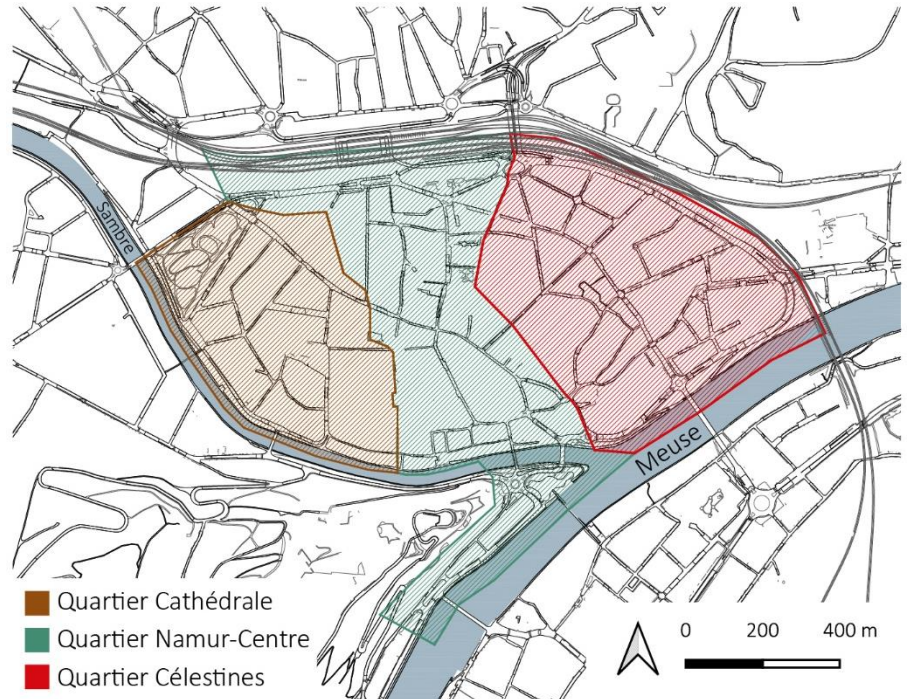 Sambre
Meuse
Quartier Cathédrale
Quartier Namur-Centre
Quartier Célestines
0 200 400 m